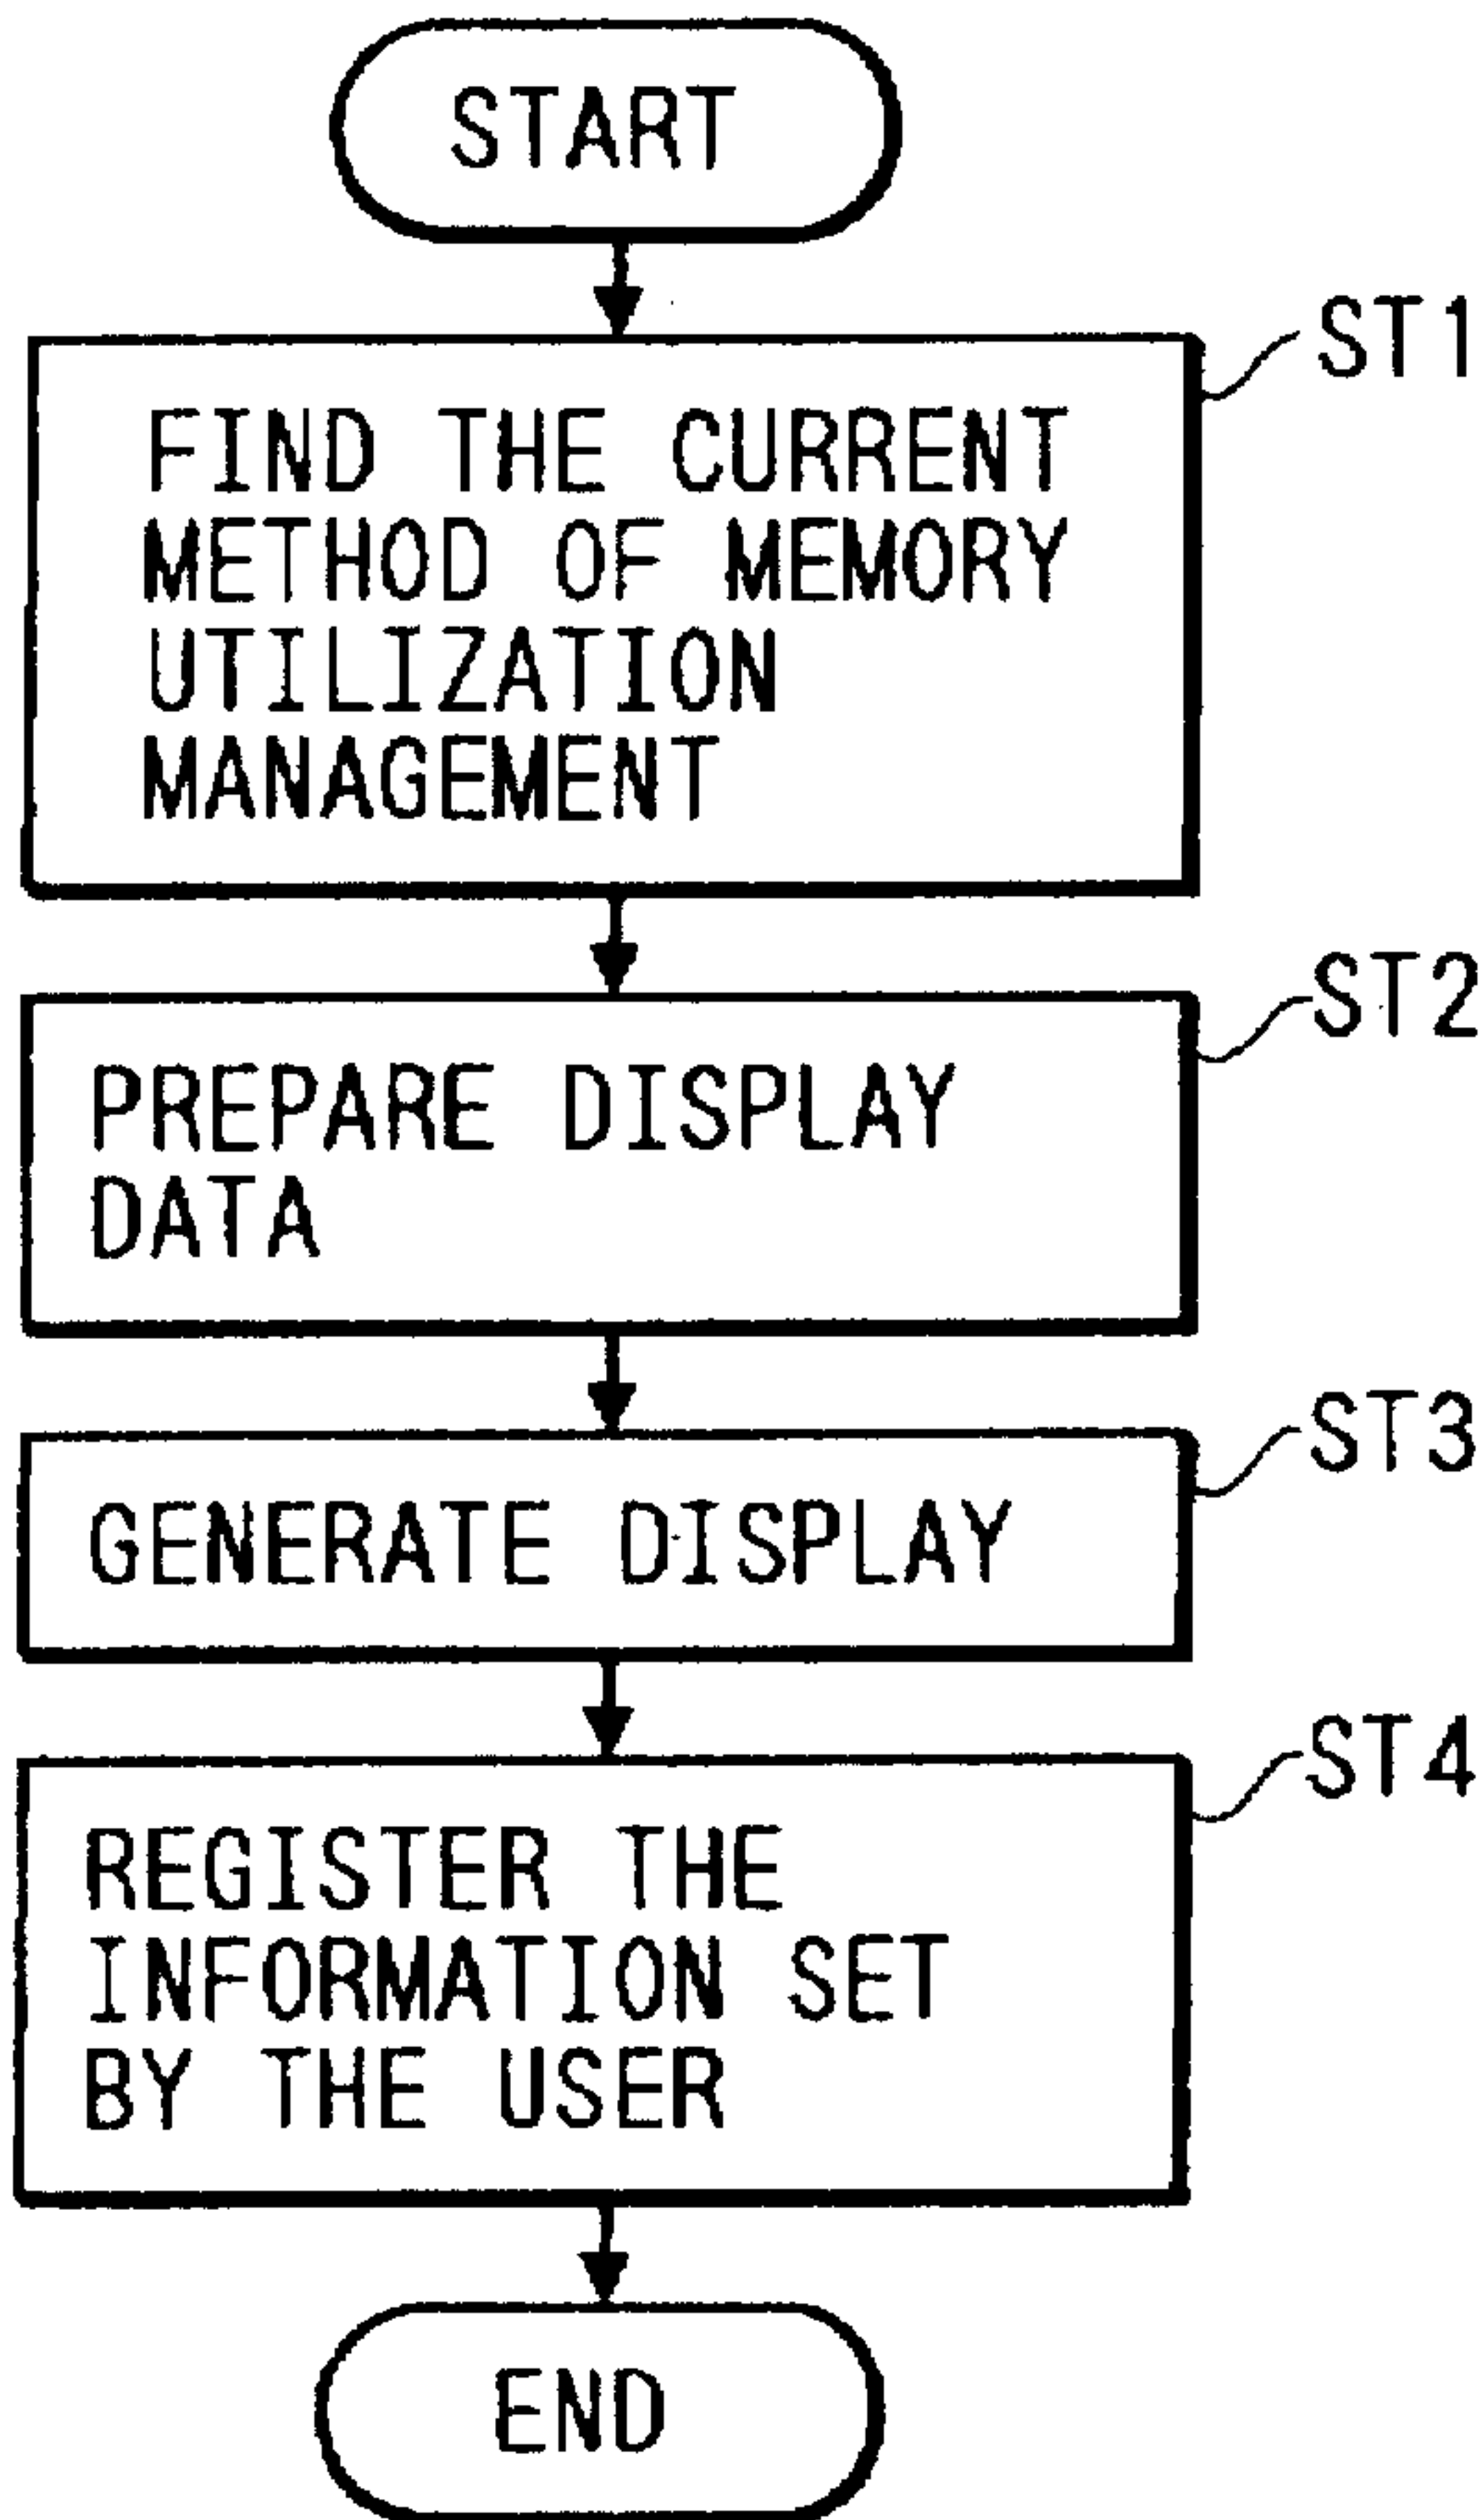 START
ST1
FIND THE CURRENT
METHOD OF MEMORY
UTILIZATION
MANAGEMENT
ST2
PREPARE DISPLAY
DATA
ST3
GENERATE DISPLAY
ST4
REGISTER THE
INFORMATION SET
BY THE USER
END